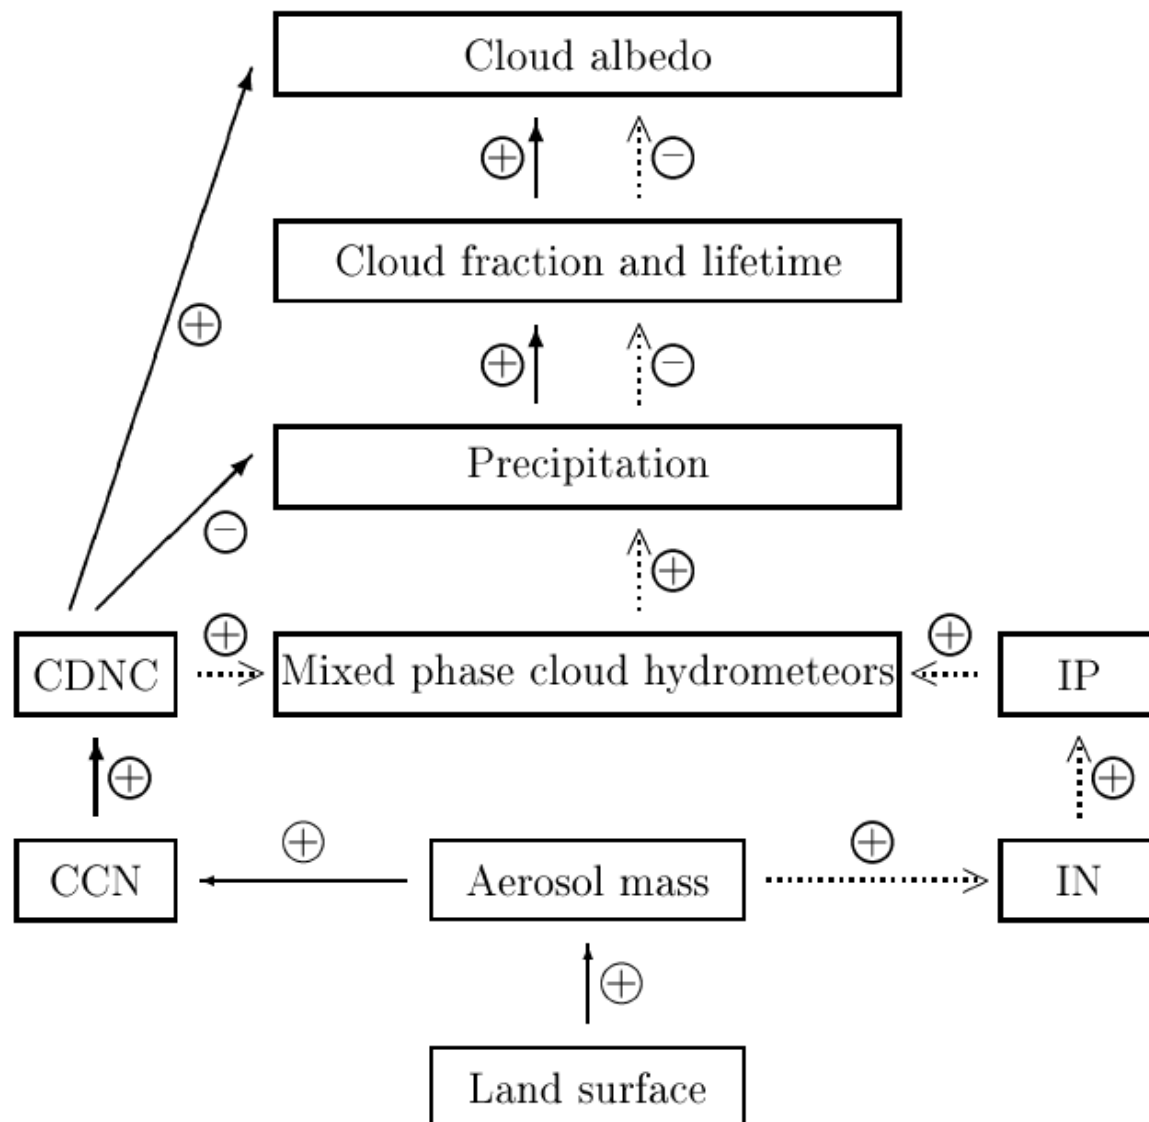 Cloud albedo
+ −
Cloud fraction and lifetime
+
+ −
Precipitation
−
+
+ +
CDNC Mixed phase cloud hydrometeors IP
+ +
+ +
CCN Aerosol mass IN
+
Land surface